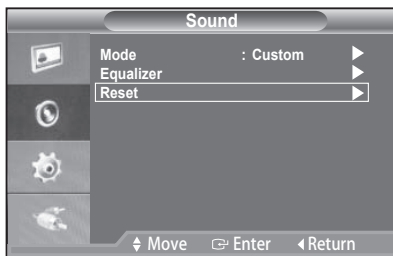 Sound
Mode : Custom
Equalizer
Reset
Move Enter Return